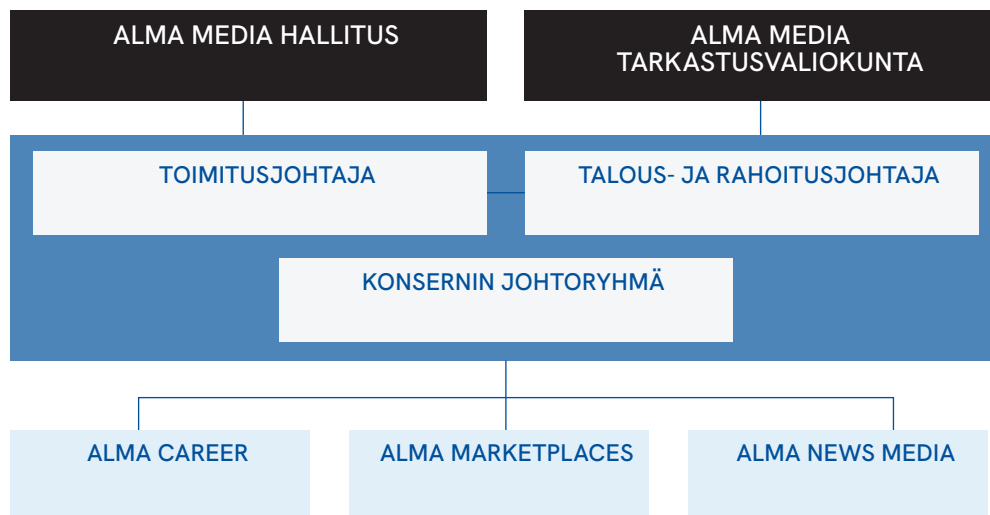 ALMA MEDIA HALLITUS
ALMA MEDIA
TARKASTUSVALIOKUNTA
TOIMITUSJOHTAJA
TALOUS- JA RAHOITUSJOHTAJA
KONSERNIN JOHTORYHMÄ
ALMA CAREER
ALMA MARKETPLACES
ALMA NEWS MEDIA